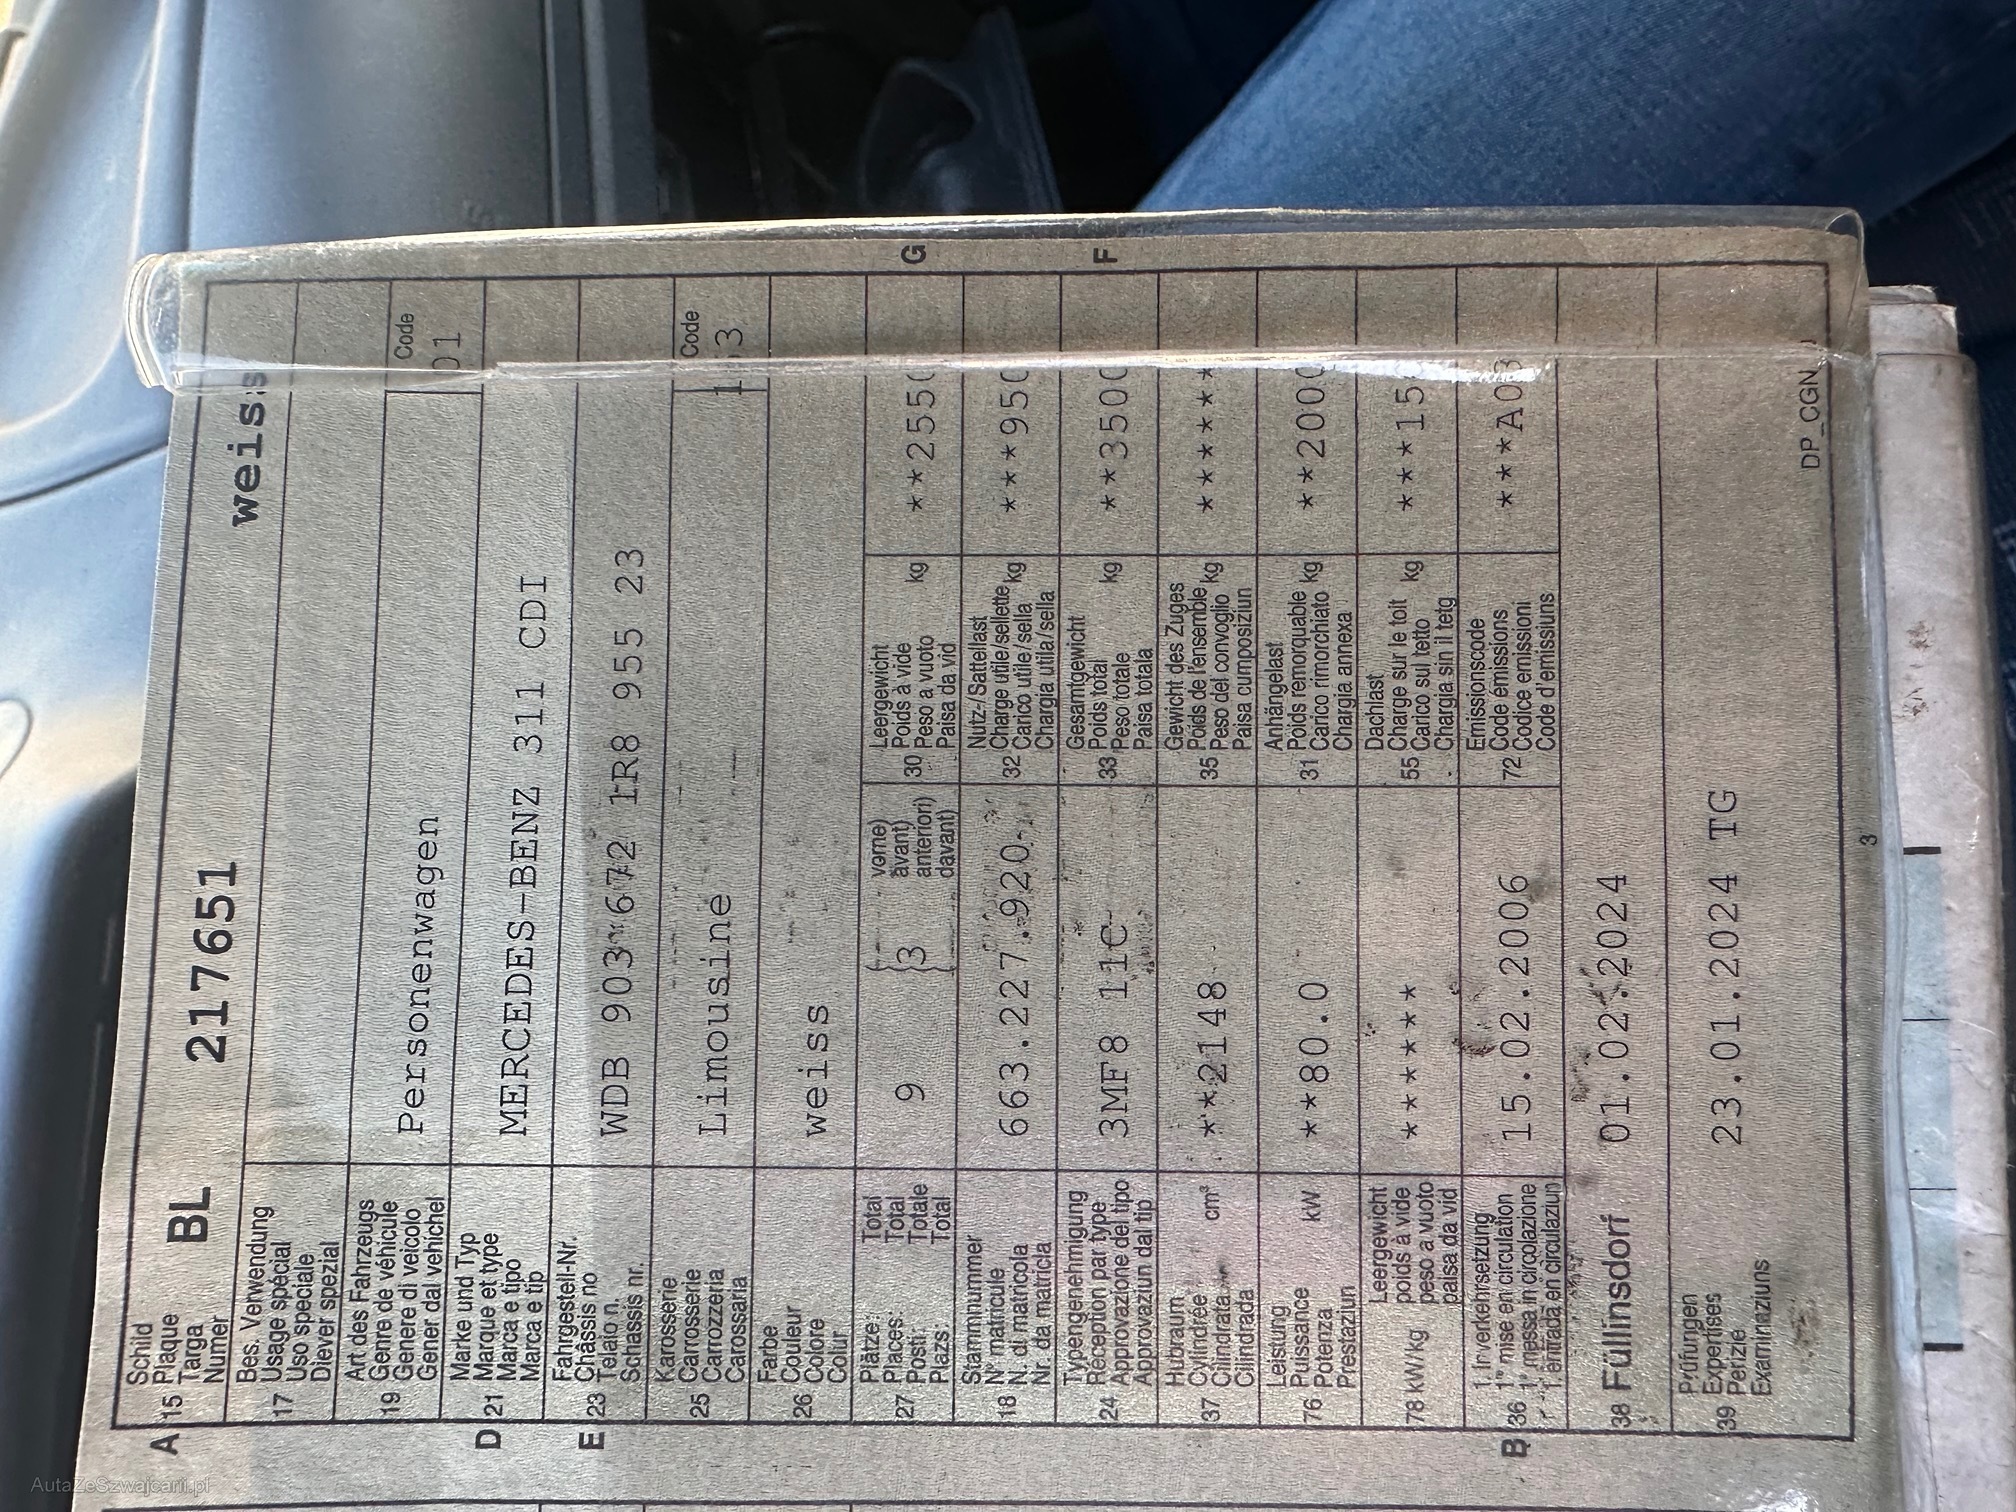 A 15 Schild
Plaque
Targa
Numer
BL 217651 weiss
17 Bes. Verwendung
Usage spécial
Uso speciale
Diever spezial
19 Art des Fahrzeugs
Genre de véhicule
Genere di veicolo
Gener dal vehichel
Personenwagen
Code
01
D 21 Marke und Typ
Marque et type
Marca e tipo
Marca e tip
MERCEDES-BENZ 311 CDI
E 23 Fahrgestell-Nr.
Châssis no
Telaio n.
Schassis nr.
WDB 903 672 1R8 955 23
25 Karosserie
Carrosserie
Carrozzeria
Carossaria
Limousine
Code
26 Farbe
Couleur
Colore
Colur
weiss
27 Plätze: Total
Places: Total
Posti: Totale
Plazs: Total
9
3
vorne)
avant)
anteriori)
davant)
30 Leergewicht
Poids à vide
Peso a vuoto
Paisa da vid
kg
**2550
G
18 Stammnummer
N° matricule
N. di matricola
Nr. da matricla
663.227.920
32 Nutz-/Sattellast
Charge utile/sellette
Carico utile/sella
Chargia utila/sella
kg
***950
24 Typengenehmigung
Réception par type
Approvazione del tipo
Approvaziun dal tip
3MF8 11C
33 Gesamtgewicht
Poids total
Peso totale
Paisa totala
kg
**3500
F
37 Hubraum
Cylindrée
Cilindrata
Cilindrada
cm³
**2148
35 Gewicht des Zuges
Poids de l'ensemble
Peso del convoglio
Paisa cumposiziun
kg
******
76 Leistung
Puissance
Potenza
Prestaziun
kW
**80.0
31 Anhängelast
Poids remorquable
Carico rimorchiato
Chargia annexa
kg
**2000
78 kW/kg
Leergewicht
poids à vide
peso a vuoto
paisa da vid
*******
55 Dachlast
Charge sur le toit
Carico sul tetto
Chargia sin il tetg
kg
***15
B 36 1. Inverkehrsetzung
1re mise en circulation
1a messa in circolazione
1. entrada en circulaziun
15.02.2006
72 Emissionscode
Code émissions
Codice emissioni
Code d'emissiuns
38 Füllinsdorf
01.02.2024
39 Prüfungen
Expertises
Perizie
Examinaziuns
23.01.2024 TG
DP_CGN
3
AutaZeSzwajcarii.pl